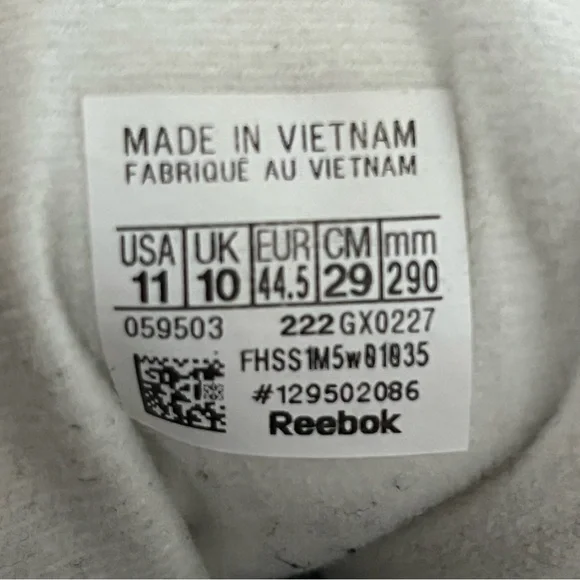 MADE IN VIETNAM
FABRIQUÉ AU VIETNAM
USA UK EUR CM mm
11 10 44.5 29 290
059503 222 GX0227
FHSS1M5w01035
#129502086
Reebok